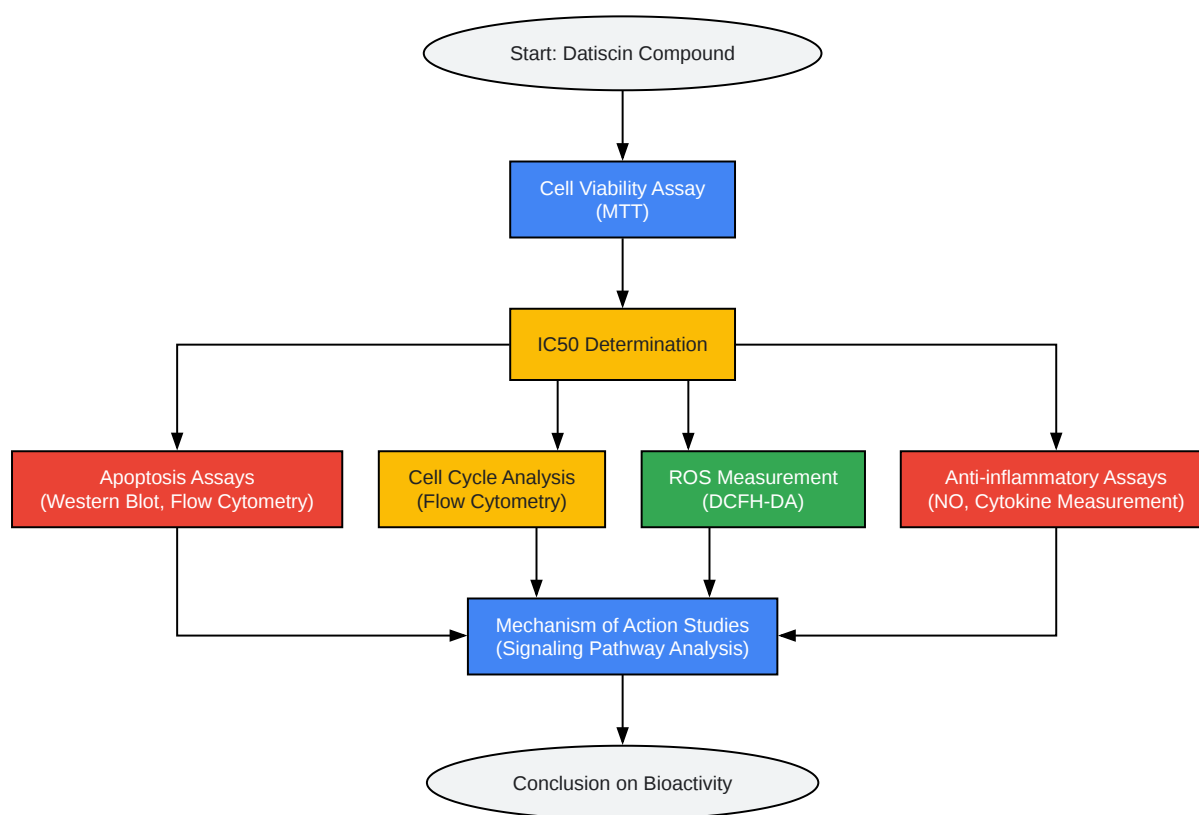 Start: Datiscin Compound
Cell Viability Assay
(MTT)
IC50 Determination
Apoptosis Assays
(Western Blot, Flow Cytometry)
Cell Cycle Analysis
(Flow Cytometry)
ROS Measurement
(DCFH-DA)
Anti-inflammatory Assays
(NO, Cytokine Measurement)
Mechanism of Action Studies
(Signaling Pathway Analysis)
Conclusion on Bioactivity